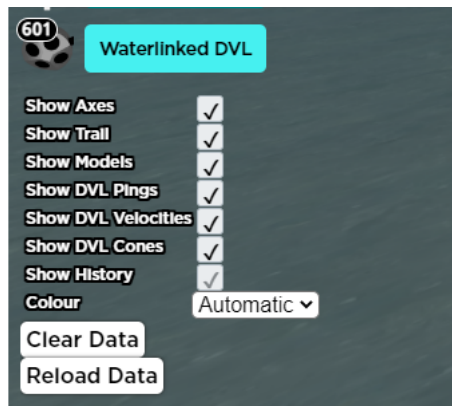 601
Waterlinked DVL
Show Axes
Show Trail
Show Models
Show DVL Pings
Show DVL Velocities
Show DVL Cones
Show History
Colour Automatic
Clear Data
Reload Data